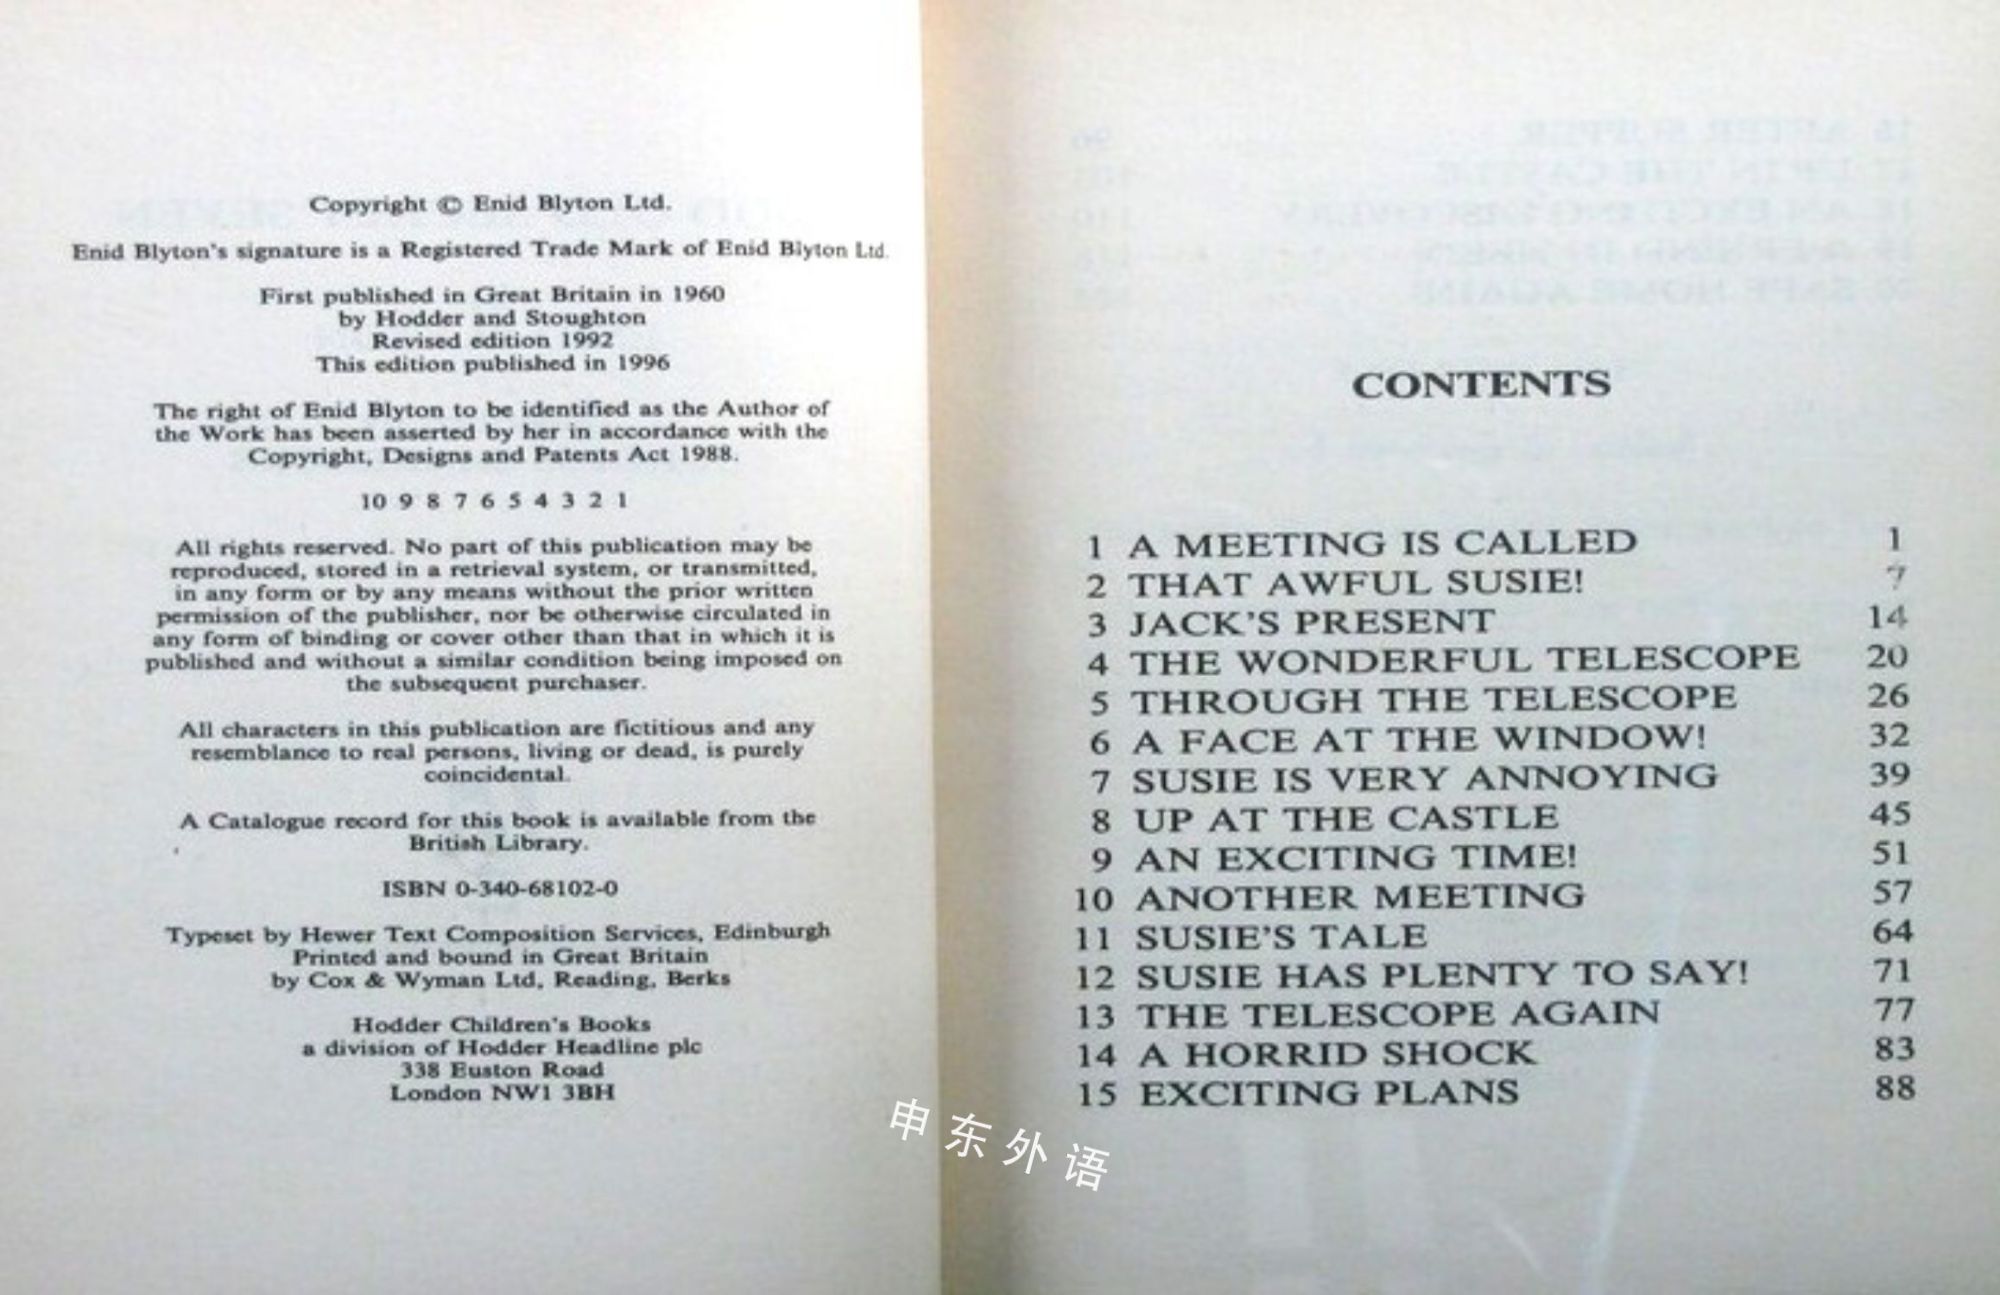 Copyright © Enid Blyton Ltd.
Enid Blyton's signature is a Registered Trade Mark of Enid Blyton Ltd.
First published in Great Britain in 1960
by Hodder and Stoughton
Revised edition 1992
This edition published in 1996
The right of Enid Blyton to be identified as the Author of
the Work has been asserted by her in accordance with the
Copyright, Designs and Patents Act 1988.
10 9 8 7 6 5 4 3 2 1
All rights reserved. No part of this publication may be
reproduced, stored in a retrieval system, or transmitted,
in any form or by any means without the prior written
permission of the publisher, nor be otherwise circulated in
any form of binding or cover other than that in which it is
published and without a similar condition being imposed on
the subsequent purchaser.
All characters in this publication are fictitious and any
resemblance to real persons, living or dead, is purely
coincidental.
A Catalogue record for this book is available from the
British Library.
ISBN 0-340-68102-0
Typeset by Hewer Text Composition Services, Edinburgh
Printed and bound in Great Britain
by Cox & Wyman Ltd, Reading, Berks
Hodder Children's Books
a division of Hodder Headline plc
338 Euston Road
London NW1 3BH
CONTENTS
1 A MEETING IS CALLED 1
2 THAT AWFUL SUSIE! 7
3 JACK'S PRESENT 14
4 THE WONDERFUL TELESCOPE 20
5 THROUGH THE TELESCOPE 26
6 A FACE AT THE WINDOW! 32
7 SUSIE IS VERY ANNOYING 39
8 UP AT THE CASTLE 45
9 AN EXCITING TIME! 51
10 ANOTHER MEETING 57
11 SUSIE'S TALE 64
12 SUSIE HAS PLENTY TO SAY! 71
13 THE TELESCOPE AGAIN 77
14 A HORRID SHOCK 83
15 EXCITING PLANS 88
申东外语